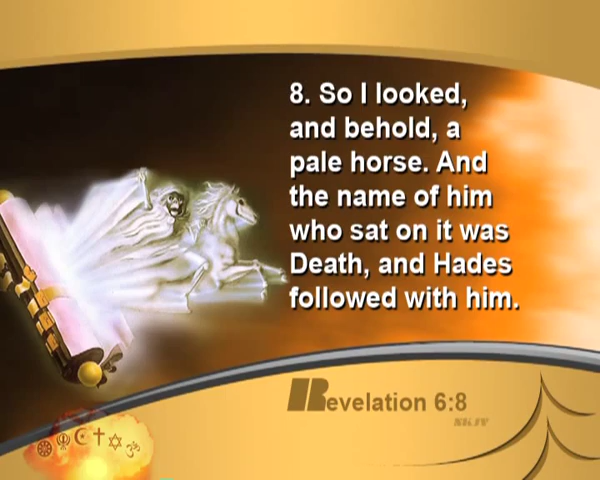 8. So I looked,
and behold, a
pale horse. And
the name of him
who sat on it was
Death, and Hades
followed with him.
Revelation 6:8
NKJV